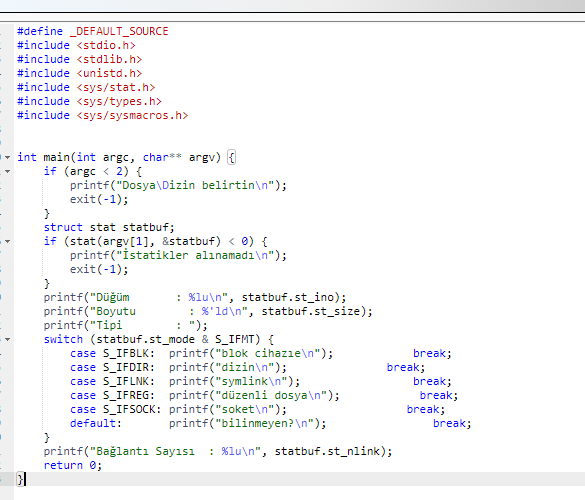 #define _DEFAULT_SOURCE
#include <stdio.h>
#include <stdlib.h>
#include <unistd.h>
#include <sys/stat.h>
#include <sys/types.h>
#include <sys/sysmacros.h>
int main(int argc, char** argv) {
    if (argc < 2) {
        printf("Dosya\Dizin belirtin\n");
        exit(-1);
    }
    struct stat statbuf;
    if (stat(argv[1], &statbuf) < 0) {
        printf("İstatikler alınamadı\n");
        exit(-1);
    }
    printf("Düğüm       : %lu\n", statbuf.st_ino);
    printf("Boyutu        : %'ld\n", statbuf.st_size);
    printf("Tipi        : ");
    switch (statbuf.st_mode & S_IFMT) {
        case S_IFBLK:  printf("blok cihazıe\n");            break;
        case S_IFDIR:  printf("dizin\n");               break;
        case S_IFLNK:  printf("symlink\n");                 break;
        case S_IFREG:  printf("düzenli dosya\n");            break;
        case S_IFSOCK: printf("soket\n");                  break;
        default:       printf("bilinmeyen?\n");                break;
    }
    printf("Bağlantı Sayısı  : %lu\n", statbuf.st_nlink);
    return 0;
}